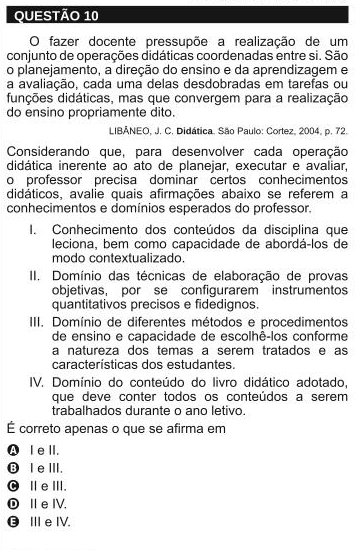 QUESTÃO 10
O fazer docente pressupõe a realização de um
conjunto de operações didáticas coordenadas entre si. São
o planejamento, a direção do ensino e da aprendizagem e
a avaliação, cada uma delas desdobradas em tarefas ou
funções didáticas, mas que convergem para a realização
do ensino propriamente dito.
LIBÂNEO, J. C. Didática. São Paulo: Cortez, 2004, p. 72.
Considerando que, para desenvolver cada operação
didática inerente ao ato de planejar, executar e avaliar,
o professor precisa dominar certos conhecimentos
didáticos, avalie quais afirmações abaixo se referem a
conhecimentos e domínios esperados do professor.
I. Conhecimento dos conteúdos da disciplina que
leciona, bem como capacidade de abordá-los de
modo contextualizado.
II. Domínio das técnicas de elaboração de provas
objetivas, por se configurarem instrumentos
quantitativos precisos e fidedignos.
III. Domínio de diferentes métodos e procedimentos
de ensino e capacidade de escolhê-los conforme
a natureza dos temas a serem tratados e as
características dos estudantes.
IV. Domínio do conteúdo do livro didático adotado,
que deve conter todos os conteúdos a serem
trabalhados durante o ano letivo.
É correto apenas o que se afirma em
A I e II.
B I e III.
C II e III.
D II e IV.
E III e IV.